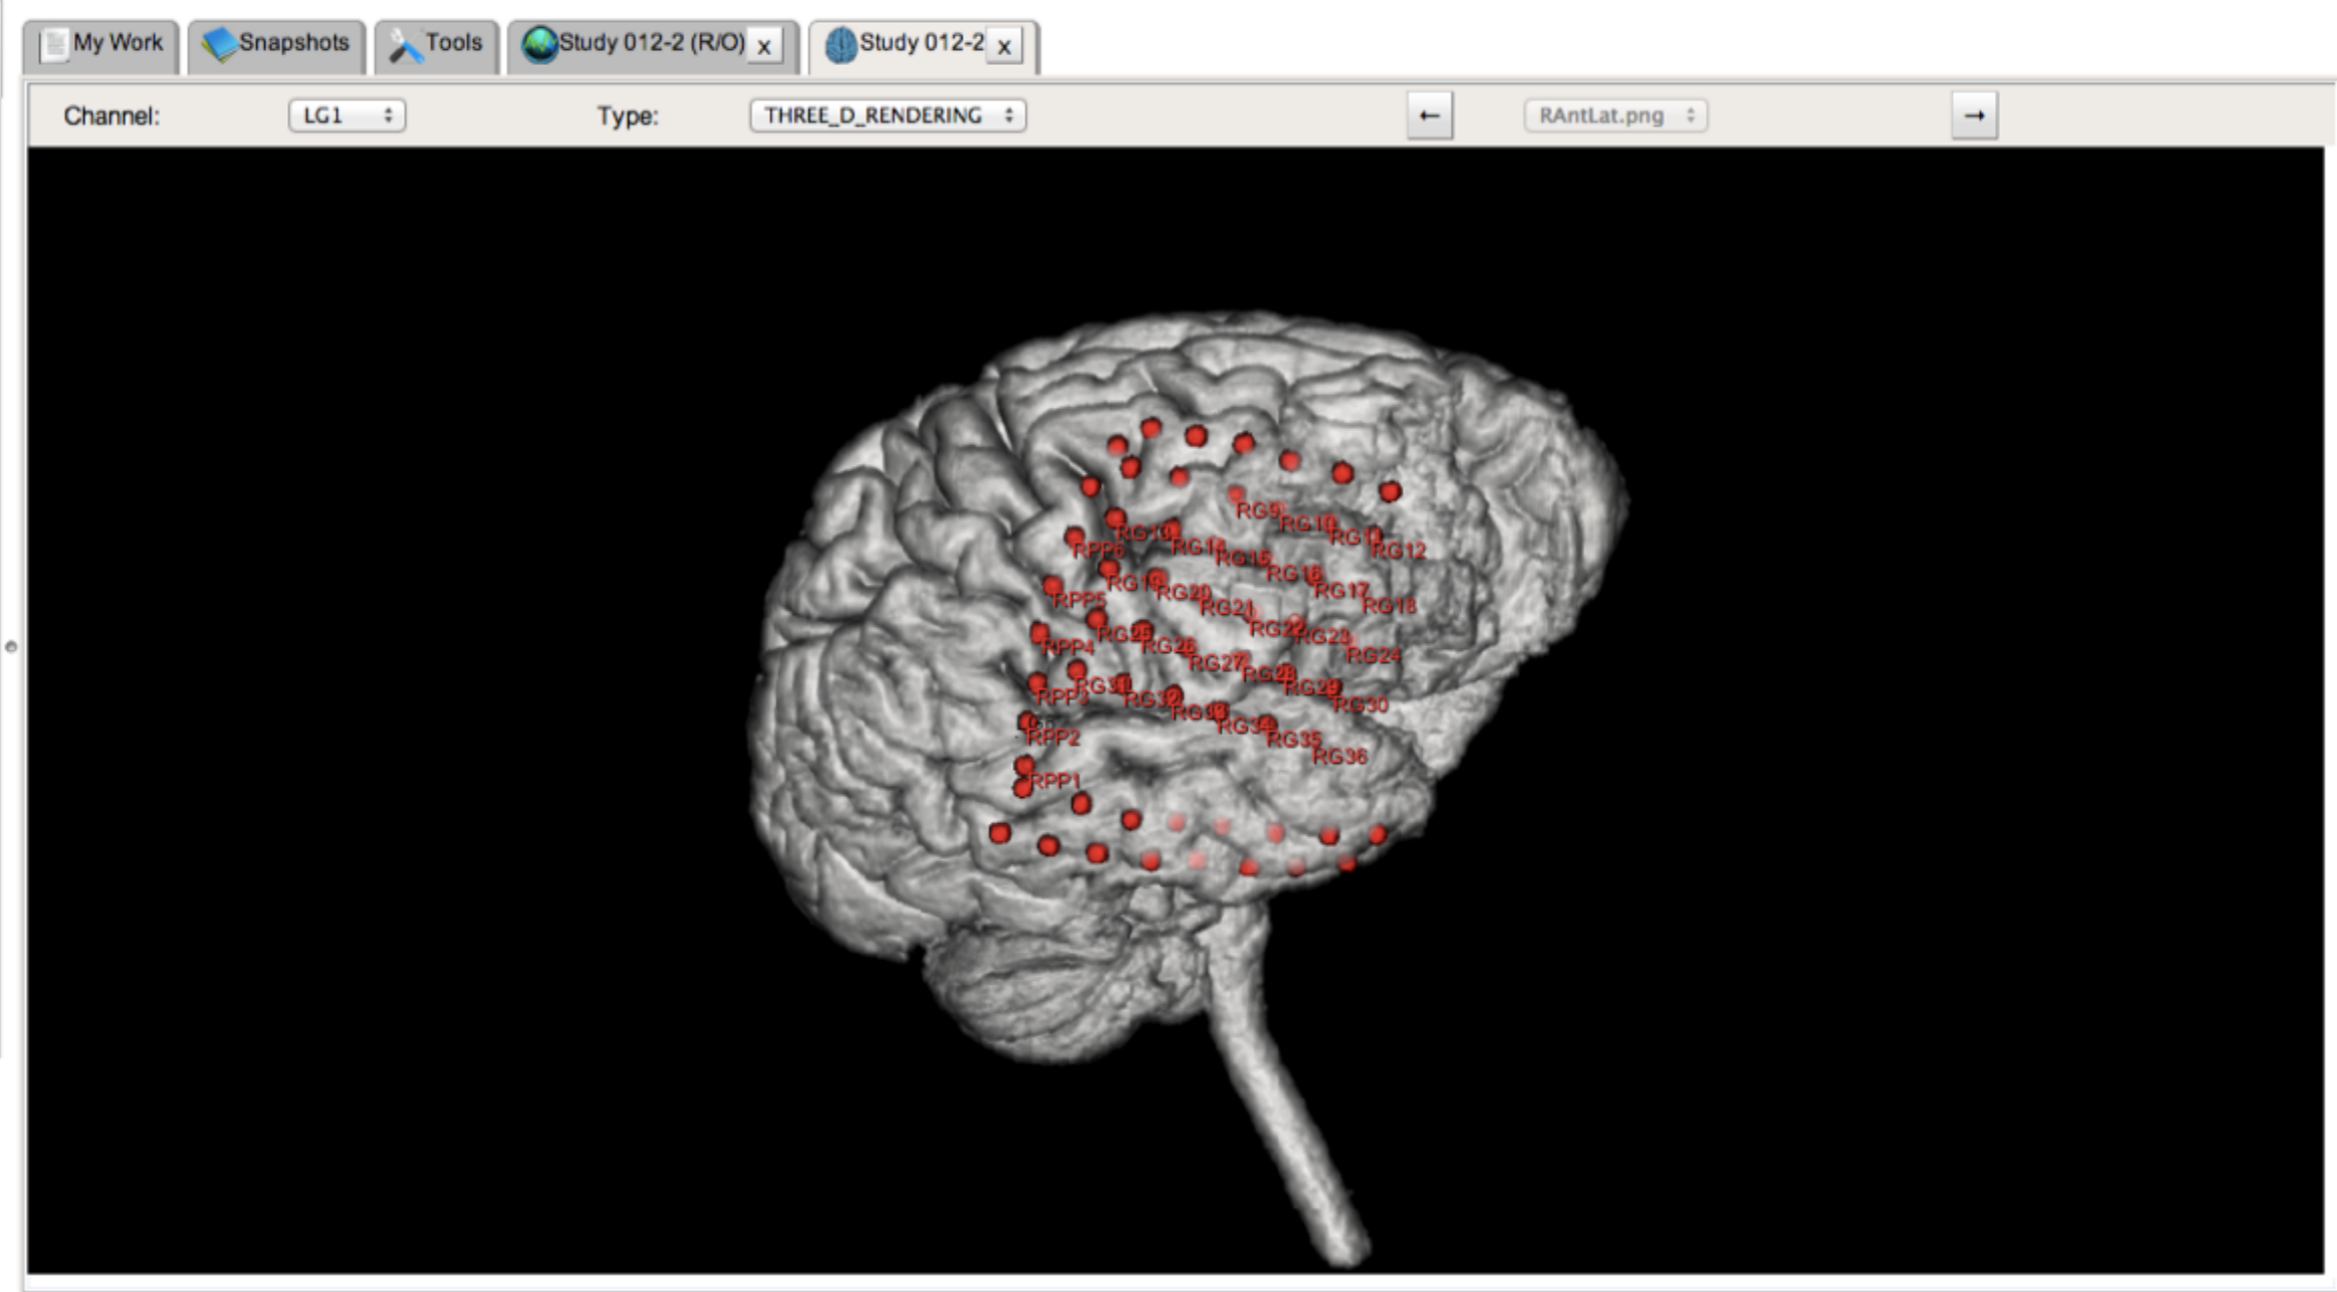 My Work Snapshots Tools Study 012-2 (R/O) x Study 012-2 x
Channel: LG1 Type: THREE_D_RENDERING ← RAntLat.png →
RG9 RG10 RG11 RG12
RPP6 RG13 RG14 RG15 RG16 RG17 RG18
RPP5 RG19 RG20 RG21 RG22 RG23 RG24
RPP4 RG25 RG26 RG27 RG28 RG29 RG30
RPP3 RG31 RG32 RG33 RG34 RG35 RG36
RPP2
RPP1